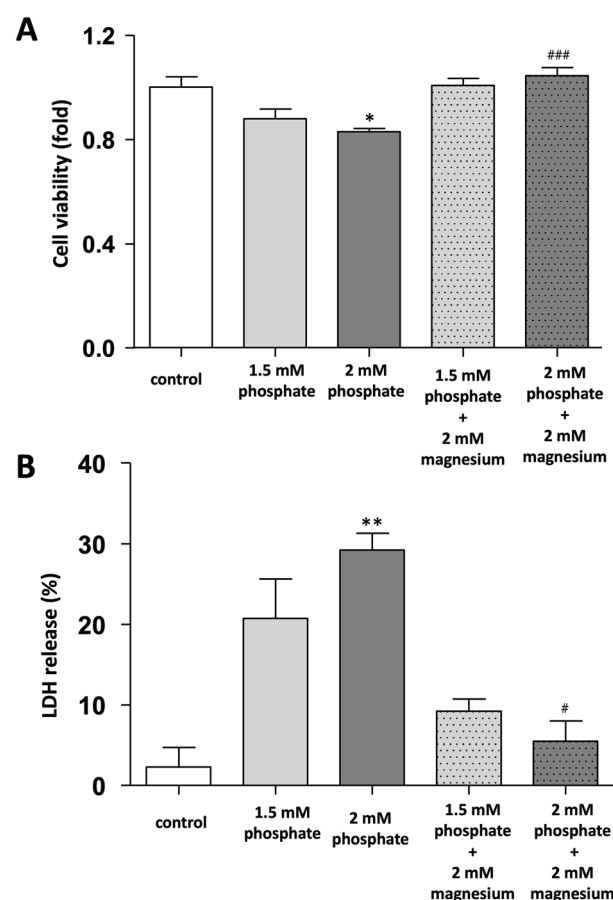 A
Cell viability (fold)
1.2
0.8
0.4
0.0
*
###
control
1.5 mM
phosphate
2 mM
phosphate
1.5 mM
phosphate
+
2 mM
magnesium
2 mM
phosphate
+
2 mM
magnesium
B
LDH release (%)
40
30
20
10
0
**
#
control
1.5 mM
phosphate
2 mM
phosphate
1.5 mM
phosphate
+
2 mM
magnesium
2 mM
phosphate
+
2 mM
magnesium